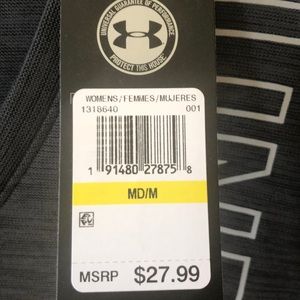 UNIVERSAL GUARANTEE OF PERFORMANCE
PROTECT THIS HOUSE
WOMENS/FEMMES/MUJERES
1318640 001
1 91480 27875 8
MD/M
MSRP $27.99